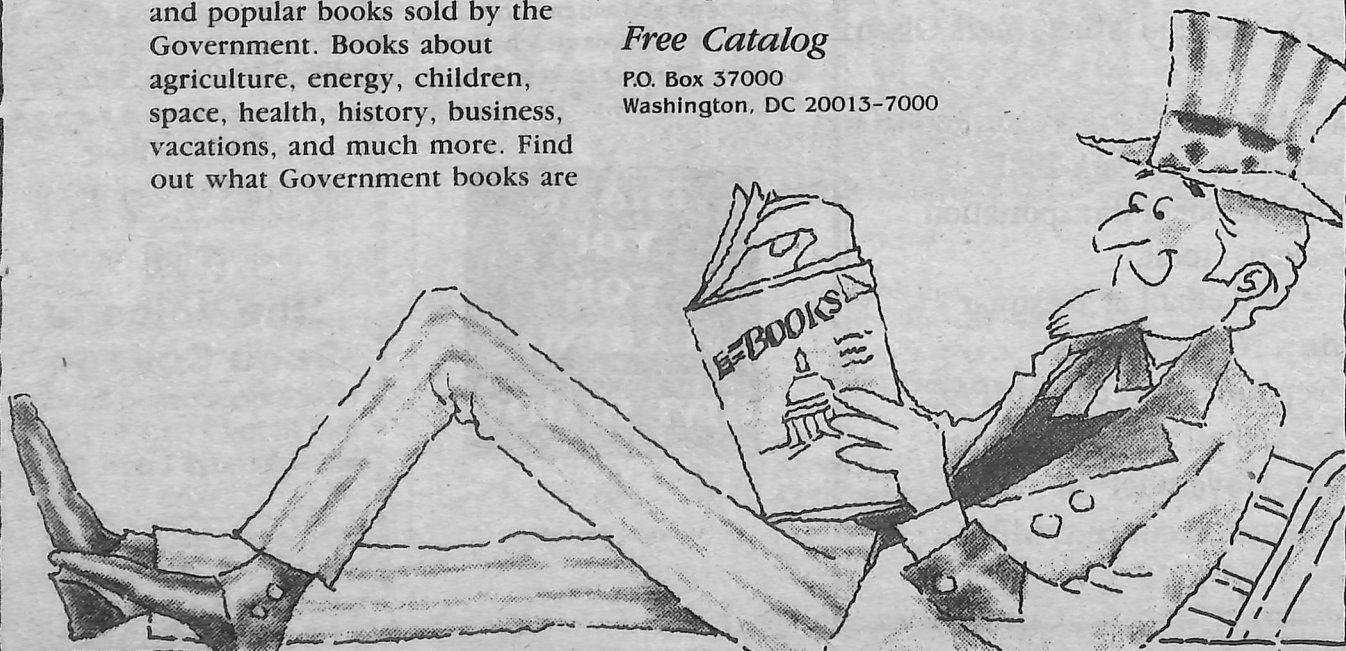 and popular books sold by the
Government. Books about
agriculture, energy, children,
space, health, history, business,
vacations, and much more. Find
out what Government books are
Free Catalog
P.O. Box 37000
Washington, DC 20013-7000
BOOKS